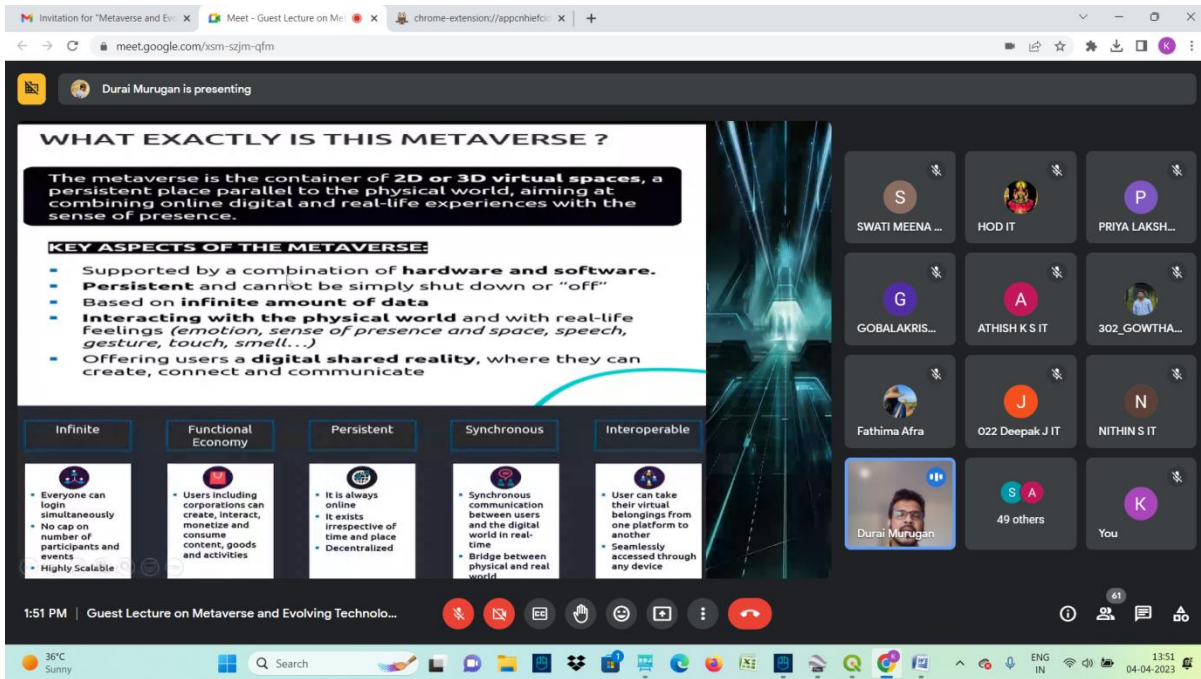 Invitation for "Metaverse and Evo
Meet - Guest Lecture on Met
chrome-extension://appcnhiefcic
meet.google.com/xsm-szjm-qfm
K
Durai Murugan is presenting
WHAT EXACTLY IS THIS METAVERSE ?
The metaverse is the container of 2D or 3D virtual spaces, a
persistent place parallel to the physical world, aiming at
combining online digital and real-life experiences with the
sense of presence.
KEY ASPECTS OF THE METAVERSE:
Supported by a combination of hardware and software.
Persistent and cannot be simply shut down or "off"
Based on infinite amount of data
Interacting with the physical world and with real-life
feelings (emotion, sense of presence and space, speech,
gesture, touch, smell...)
Offering users a digital shared reality, where they can
create, connect and communicate
Infinite
Everyone can
login
simultaneously
No cap on
number of
participants and
events
Highly Scalable
Functional
Economy
Users including
corporations can
create, interact,
monetize and
consume
content, goods
and activities
Persistent
It is always
online
It exists
irrespective of
time and place
Decentralized
Synchronous
Synchronous
communication
between users
and the digital
world in real-
time
Bridge between
physical and real
world
Interoperable
User can take
their virtual
belongings from
one platform to
another
Seamlessly
accessed through
any device
S
SWATI MEENA ...
HOD IT
P
PRIYA LAKSH...
G
GOBALAKRIS...
A
ATHISH K S IT
302_GOWTHA...
Fathima Afra
J
022 Deepak J IT
N
NITHIN S IT
Durai Murugan
S A
49 others
K
You
1:51 PM | Guest Lecture on Metaverse and Evolving Technolo...
CC
61
36°C
Sunny
Search
ENG
IN
13:51
04-04-2023